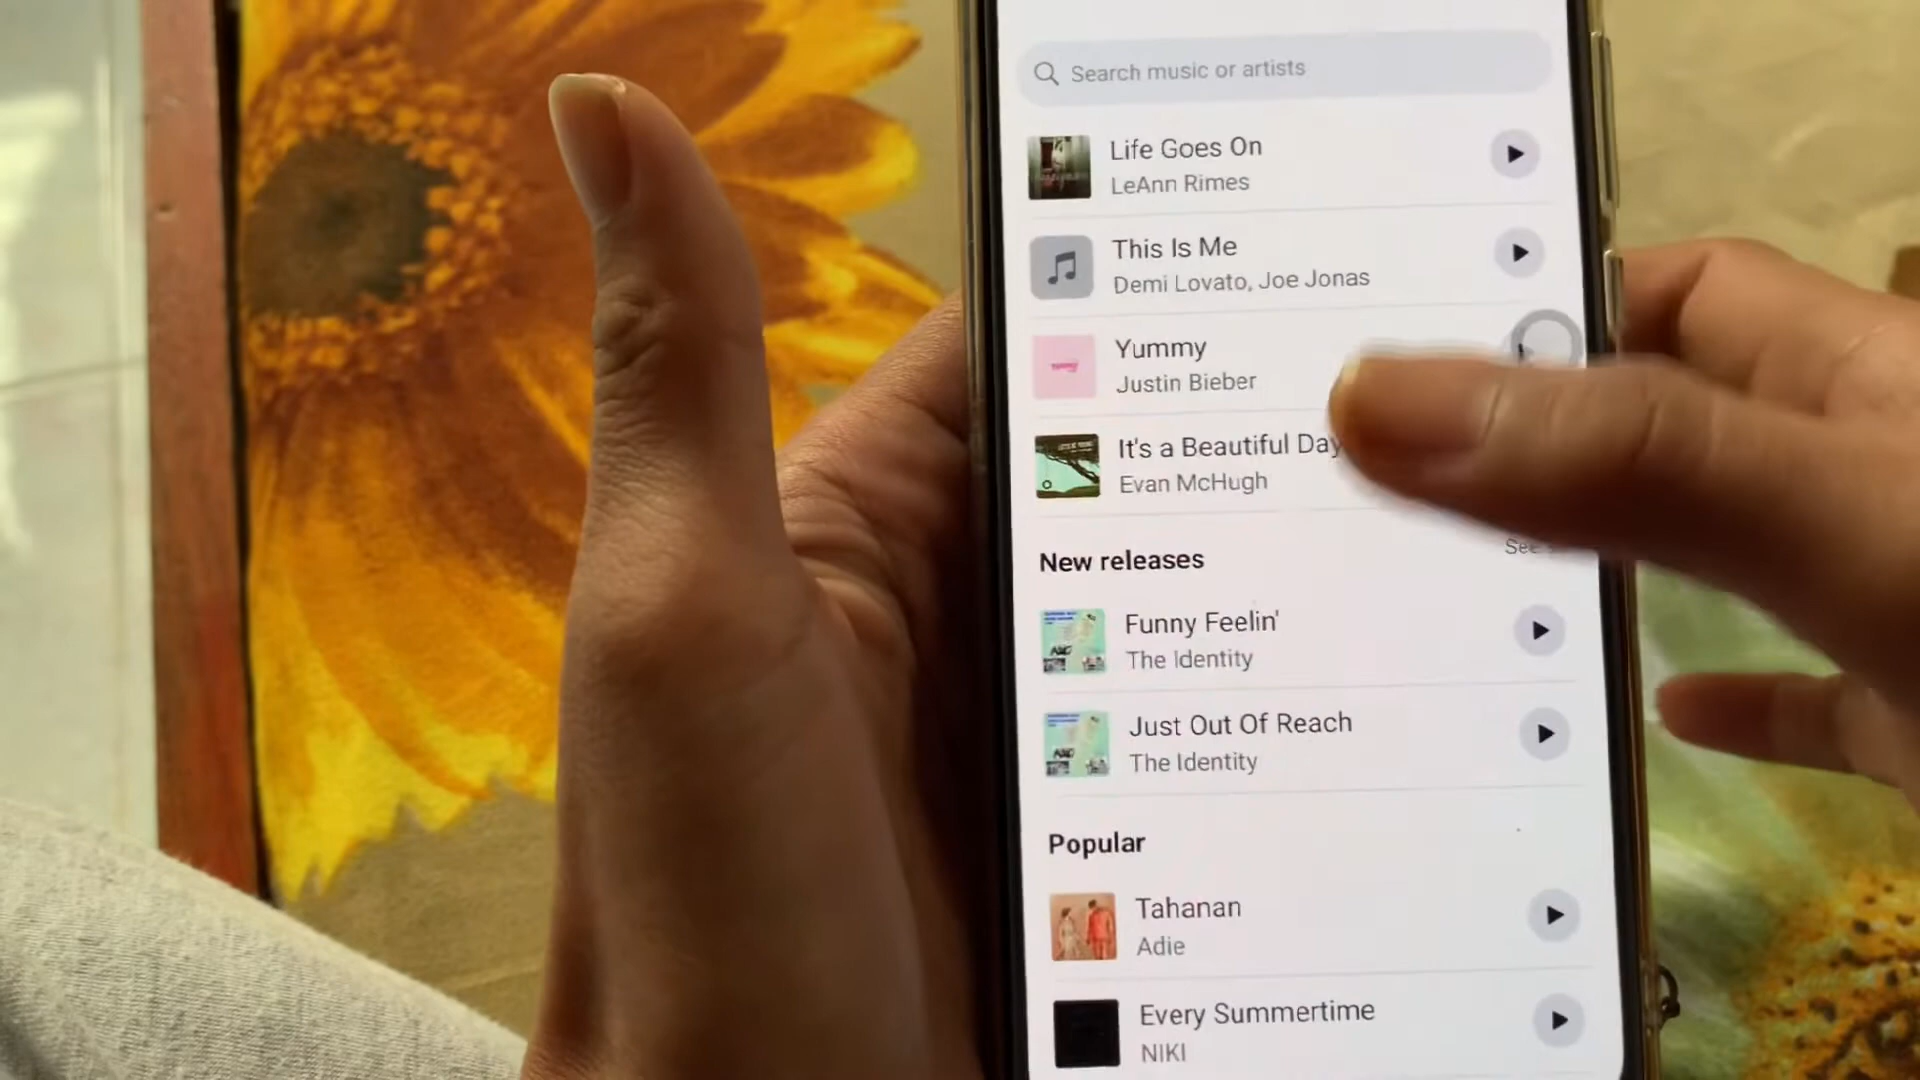 Search music or artists
Life Goes On
LeAnn Rimes
This Is Me
Demi Lovato, Joe Jonas
Yummy
Justin Bieber
It's a Beautiful Day
Evan McHugh
New releases
See
Funny Feelin'
The Identity
Just Out Of Reach
The Identity
Popular
Tahanan
Adie
Every Summertime
NIKI